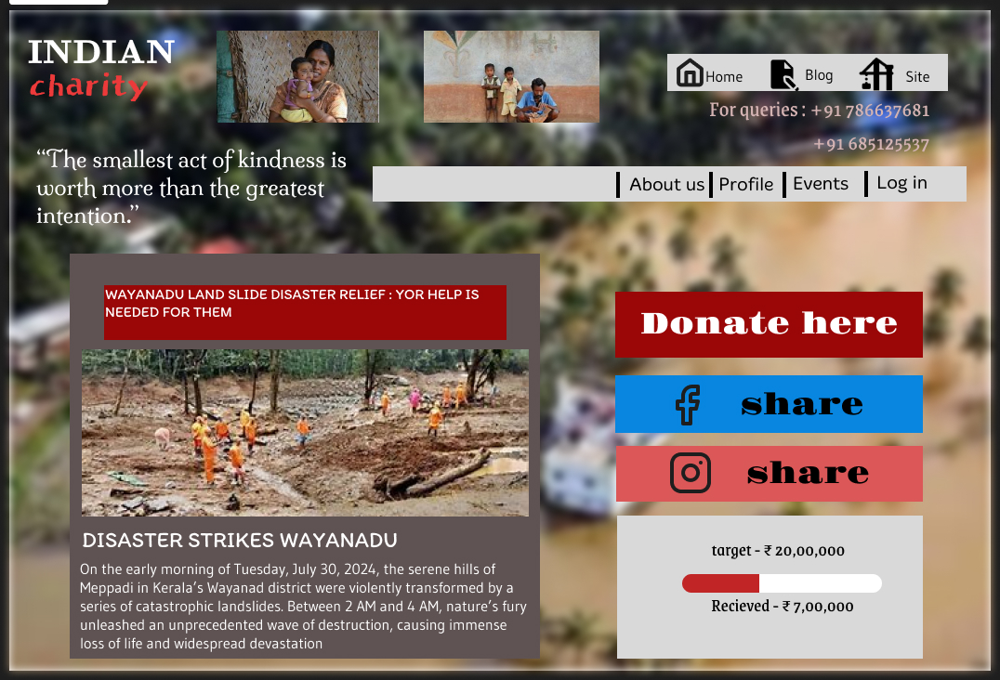 INDIAN
charity
Home Blog Site
For queries : +91 786637681
+91 685125537
“The smallest act of kindness is
worth more than the greatest
intention.”
About us Profile Events Log in
WAYANADU LAND SLIDE DISASTER RELIEF : YOR HELP IS
NEEDED FOR THEM
DISASTER STRIKES WAYANADU
On the early morning of Tuesday, July 30, 2024, the serene hills of
Meppadi in Kerala’s Wayanad district were violently transformed by a
series of catastrophic landslides. Between 2 AM and 4 AM, nature’s fury
unleashed an unprecedented wave of destruction, causing immense
loss of life and widespread devastation
Donate here
share
share
target - ₹ 20,00,000
Recieved - ₹ 7,00,000